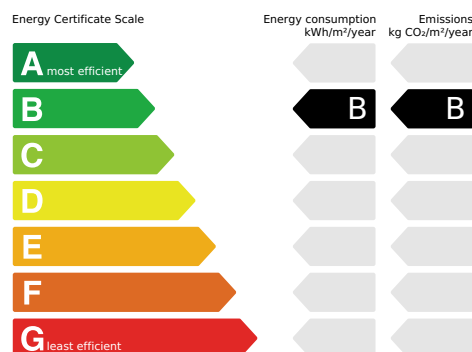 Energy Certificate Scale
Energy consumption
kWh/m²/year
Emissions
kg CO₂/m²/year
A most efficient
B
B
B
C
D
E
F
G least efficient